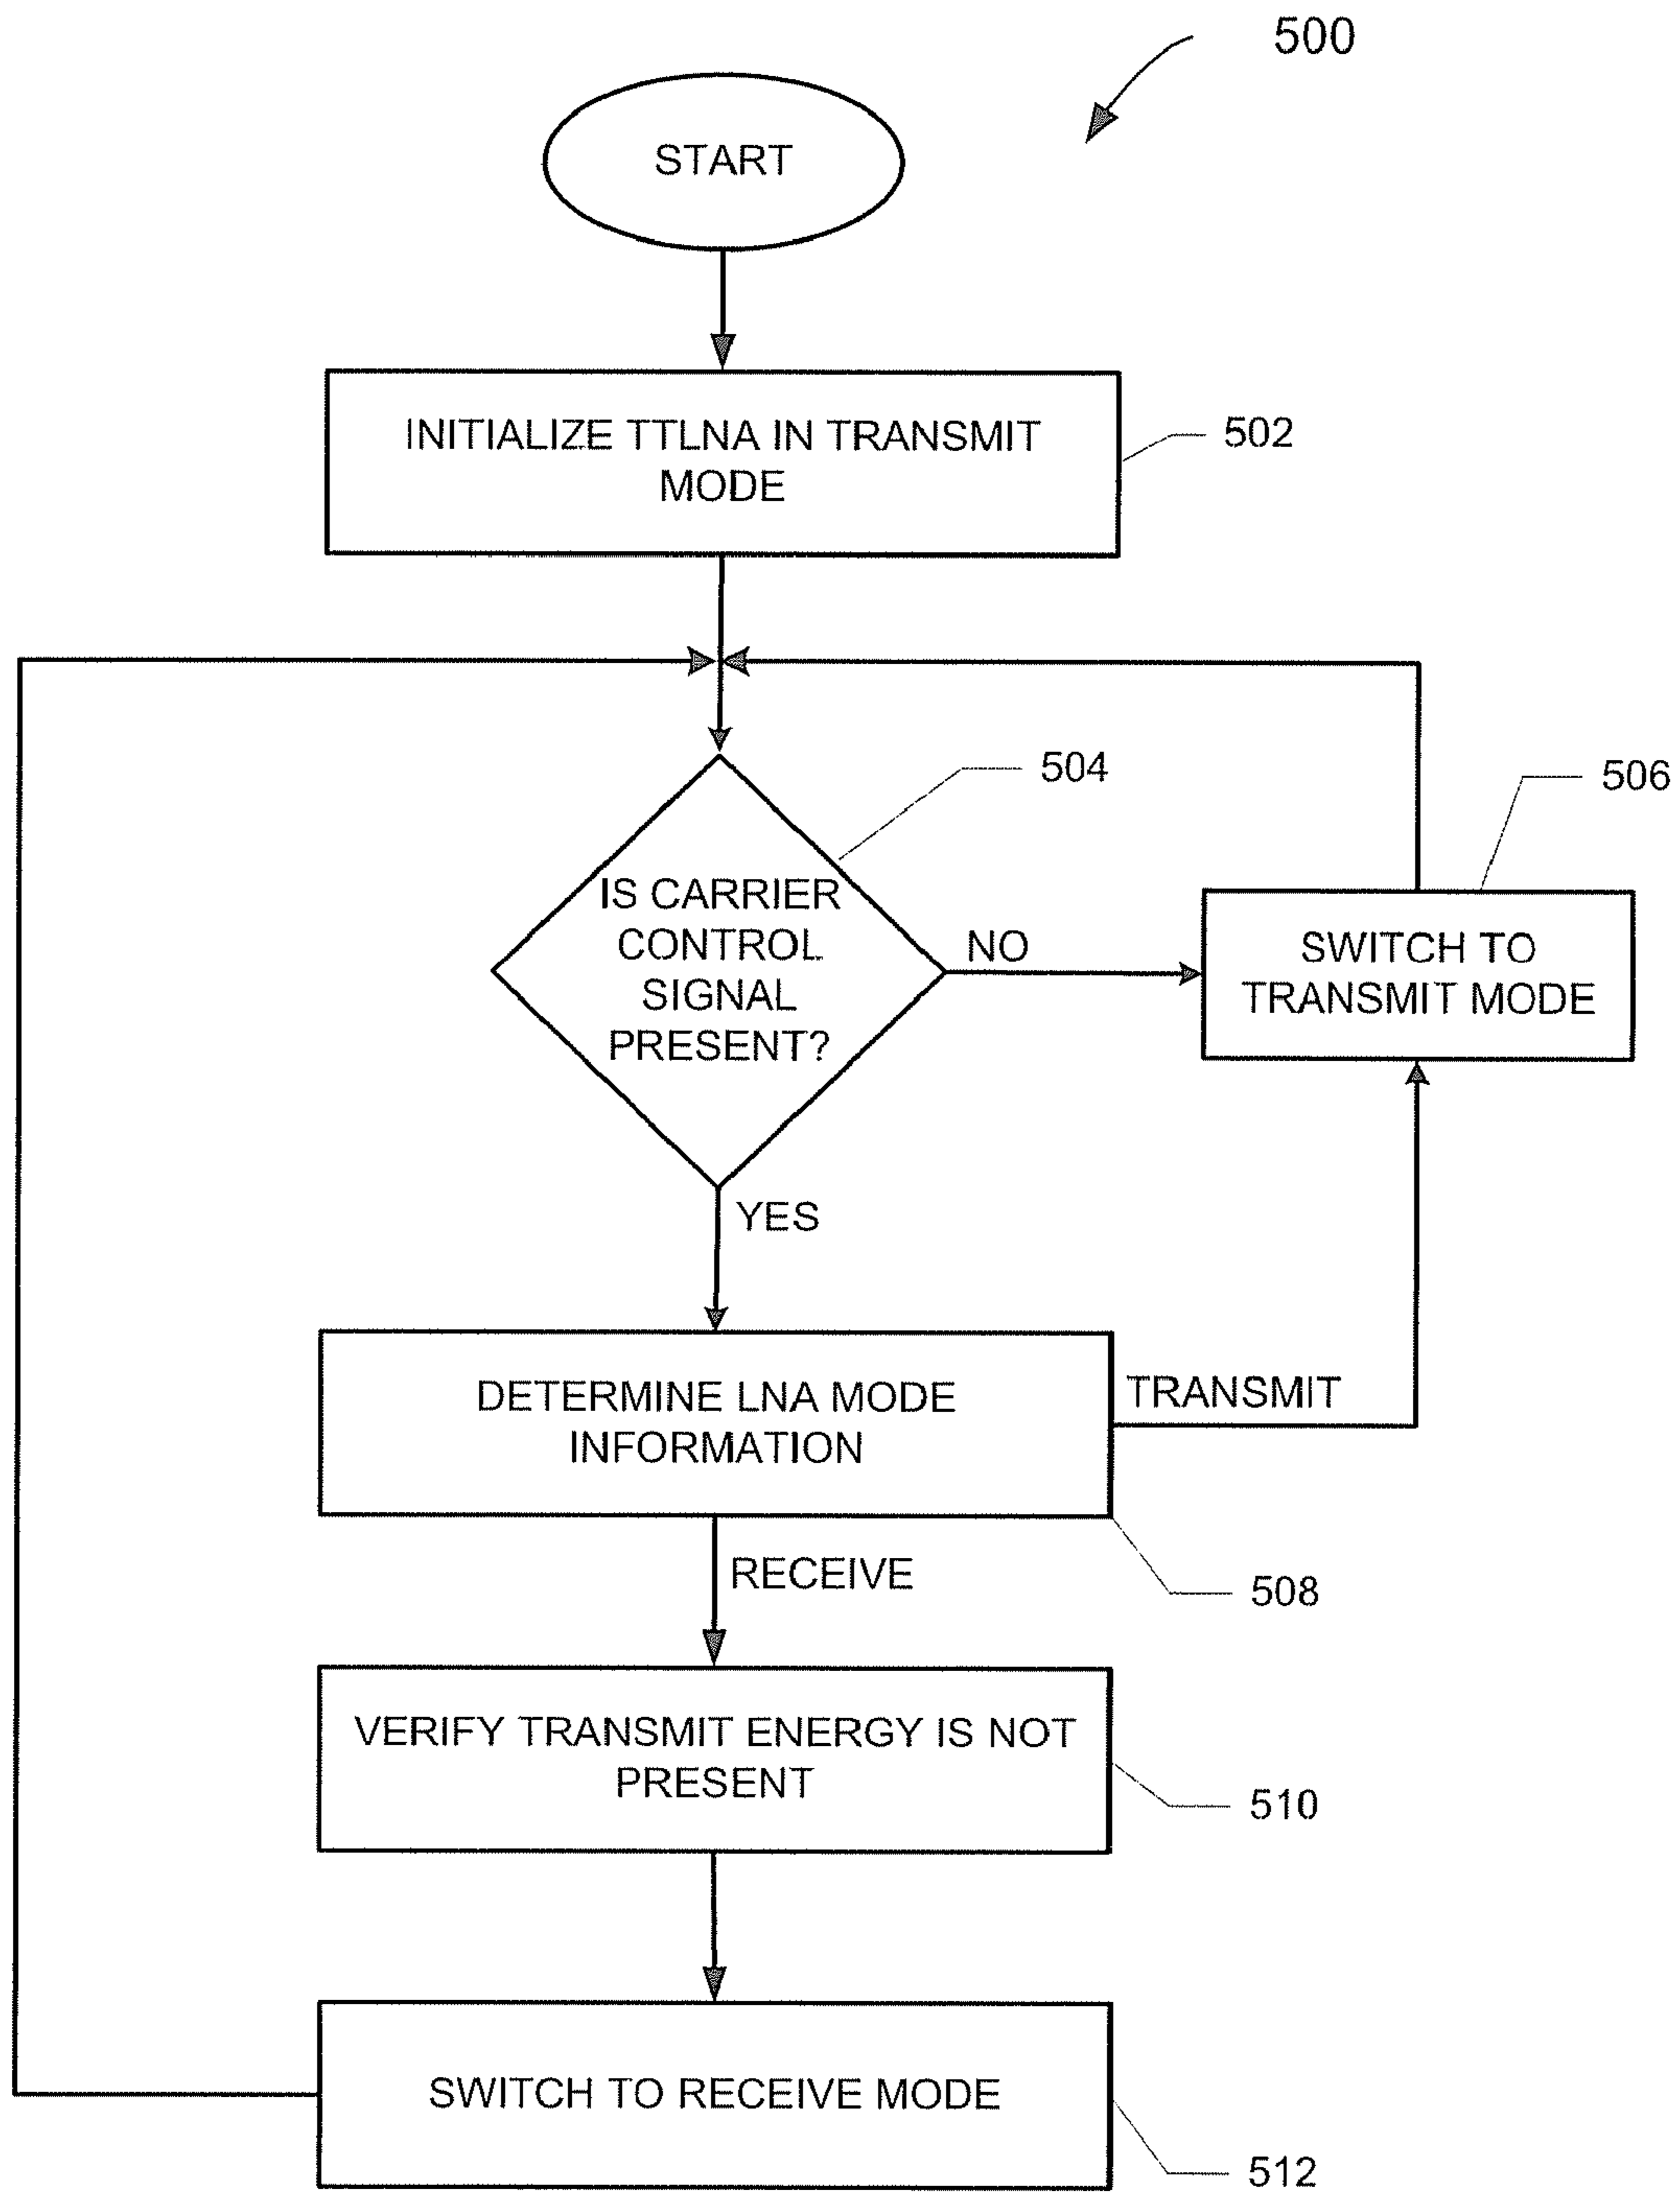 500
START
INITIALIZE TTLNA IN TRANSMIT
MODE
502
504
506
IS CARRIER
CONTROL
SIGNAL
PRESENT?
NO
SWITCH TO
TRANSMIT MODE
YES
DETERMINE LNA MODE
INFORMATION
TRANSMIT
RECEIVE
508
VERIFY TRANSMIT ENERGY IS NOT
PRESENT
510
SWITCH TO RECEIVE MODE
512